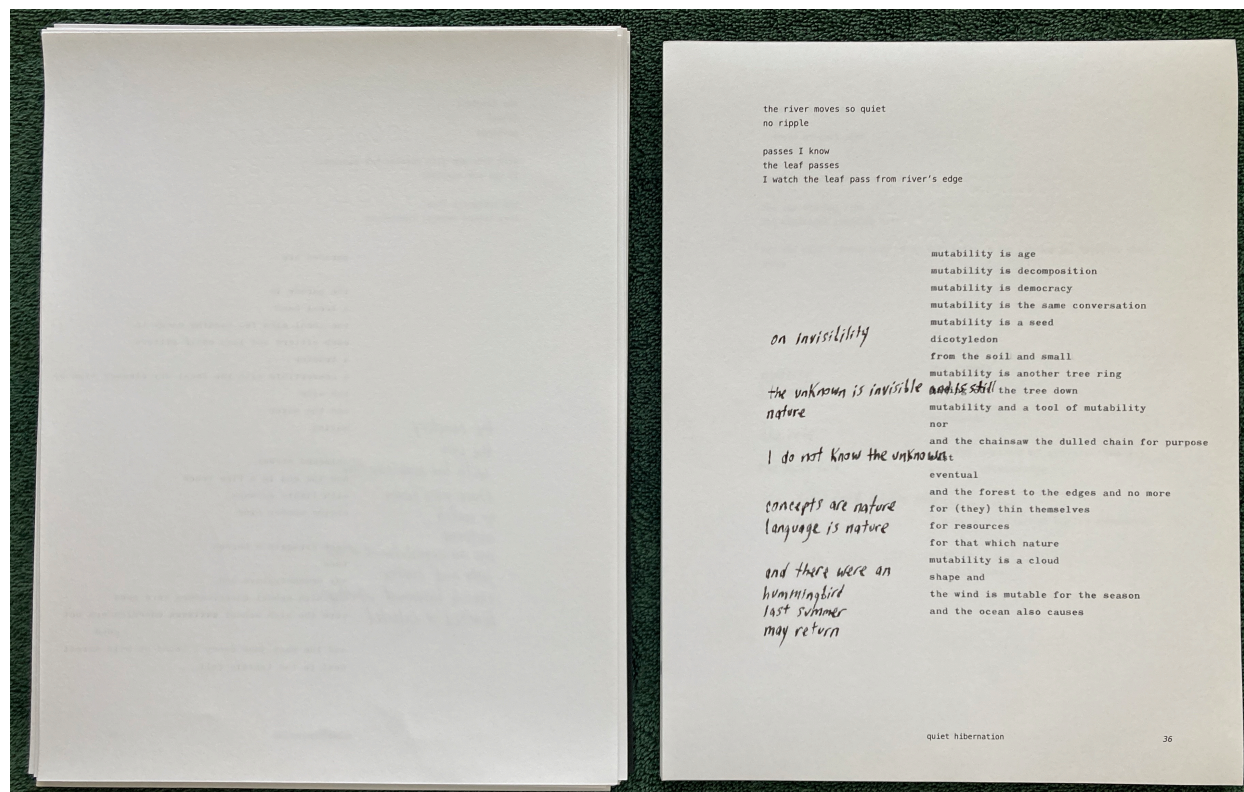 the river moves so quiet
no ripple
passes I know
the leaf passes
I watch the leaf pass from river's edge
mutability is age
mutability is decomposition
mutability is democracy
mutability is the same conversation
mutability is a seed
dicotyledon
from the soil and small
mutability is another tree ring
the tree down
mutability and a tool of mutability
nor
and the chainsaw the dulled chain for purpose
eventual
and the forest to the edges and no more
for (they) thin themselves
for resources
for that which nature
mutability is a cloud
shape and
the wind is mutable for the season
and the ocean also causes
on invisilility
the unknown is invisible and is still
nature
I do not know the unknown
concepts are nature
language is nature
and there were an
hummingbird
last summer
may return
quiet hibernation
36